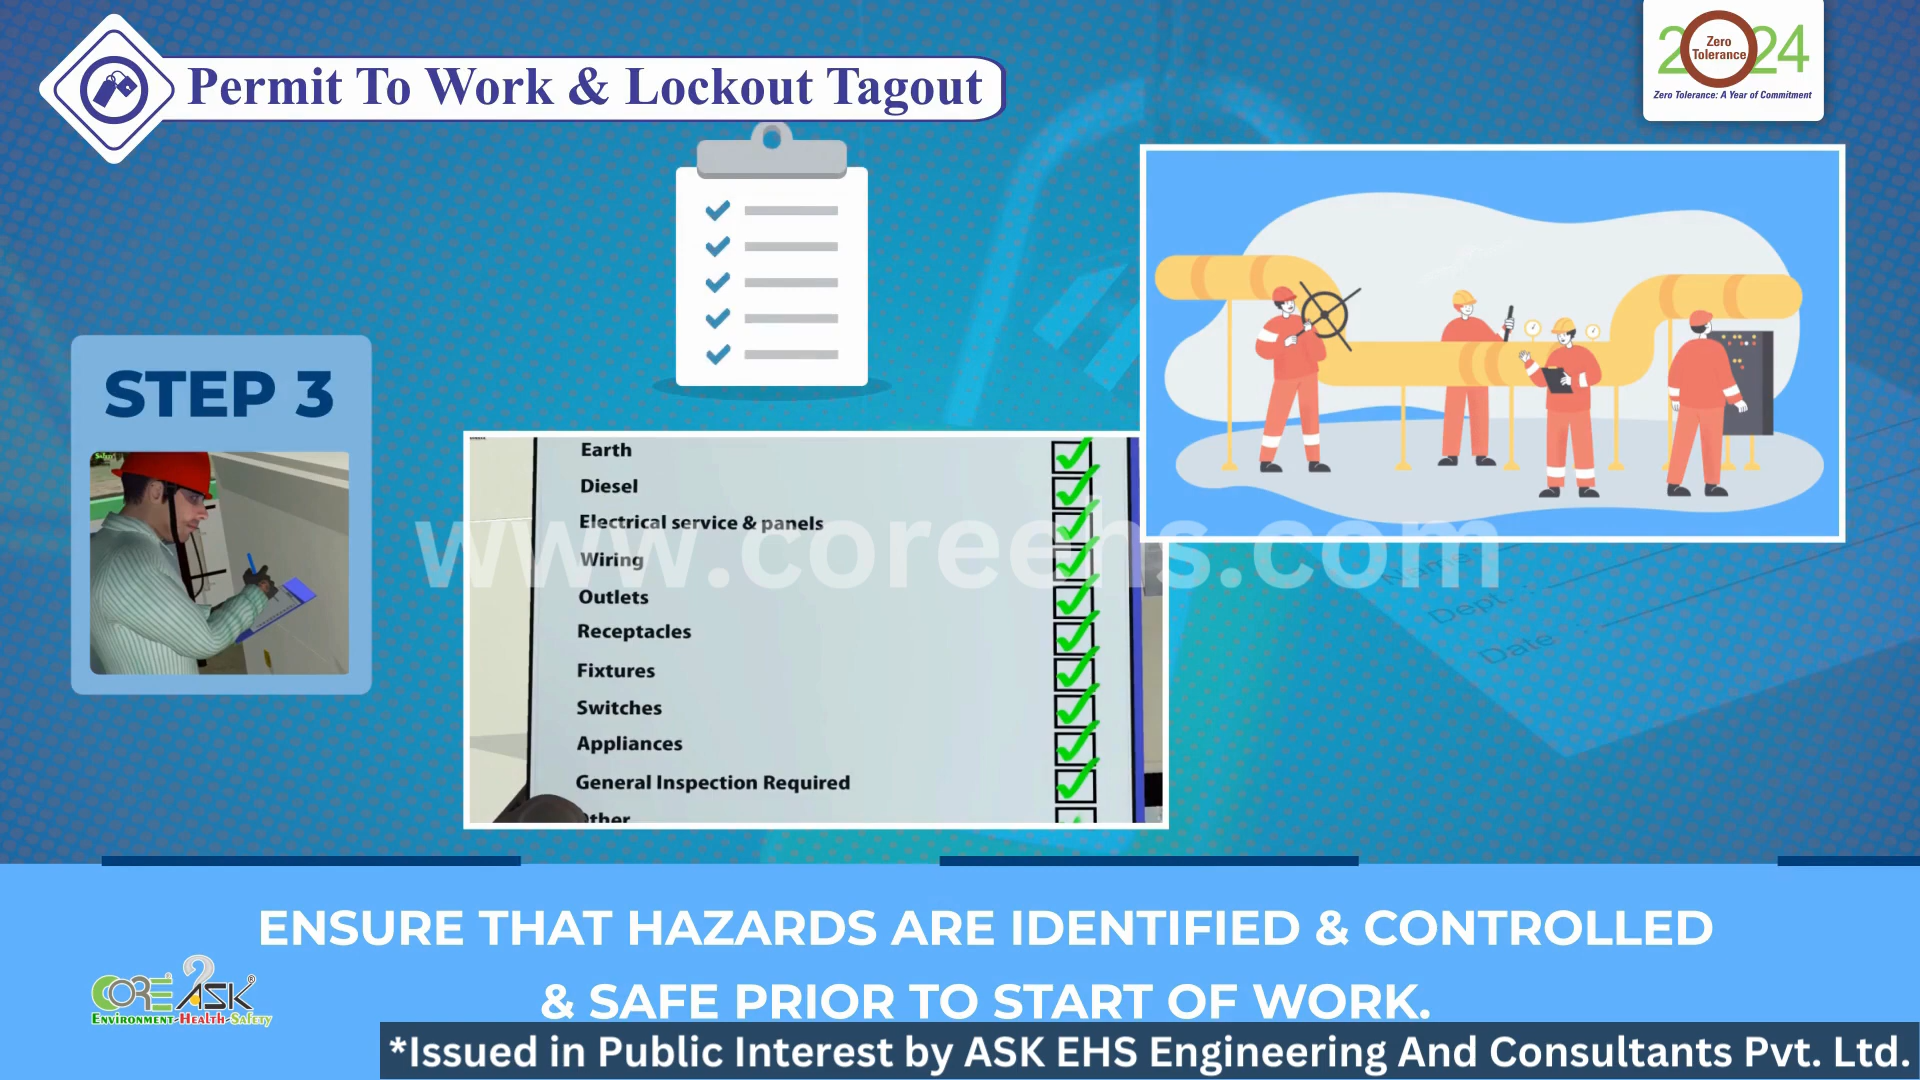 Permit To Work & Lockout Tagout
2024
Zero
Tolerance
Zero Tolerance: A Year of Commitment
STEP 3
Earth
Diesel
Electrical service & panels
Wiring
Outlets
Receptacles
Fixtures
Switches
Appliances
General Inspection Required
Other
www.coreehs.com
Name
Dept. :
Date :
ENSURE THAT HAZARDS ARE IDENTIFIED & CONTROLLED
& SAFE PRIOR TO START OF WORK.
CORE 2 ASK
ENVIRONMENT-HEALTH-SAFETY
*Issued in Public Interest by ASK EHS Engineering And Consultants Pvt. Ltd.